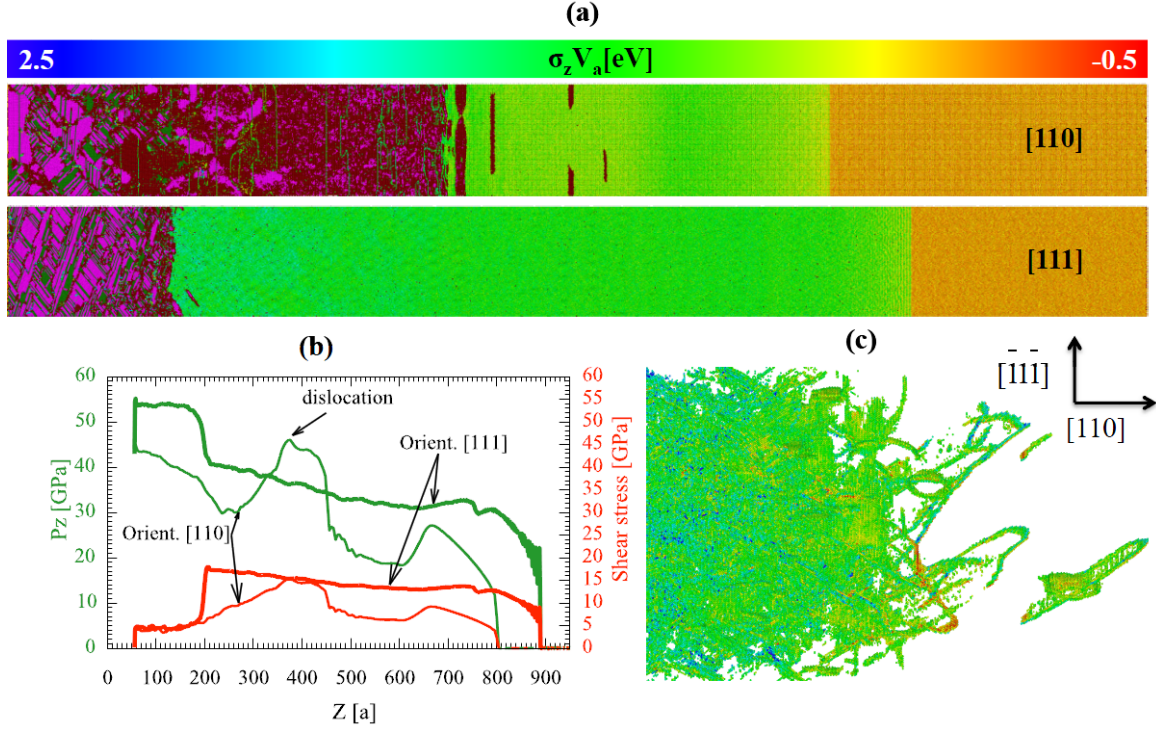 (a)
2.5 σzVa[eV] -0.5
[110]
[111]
(b)
(c)
60 60
50 55
40 50
30 45
20 40
10 35
0 30
25
20
15
10
5
0
Pz [GPa]
Shear stress [GPa]
dislocation
Orient. [111]
Orient. [110]
0 100 200 300 400 500 600 700 800 900
Z [a]
[1̅11̅]
[110]